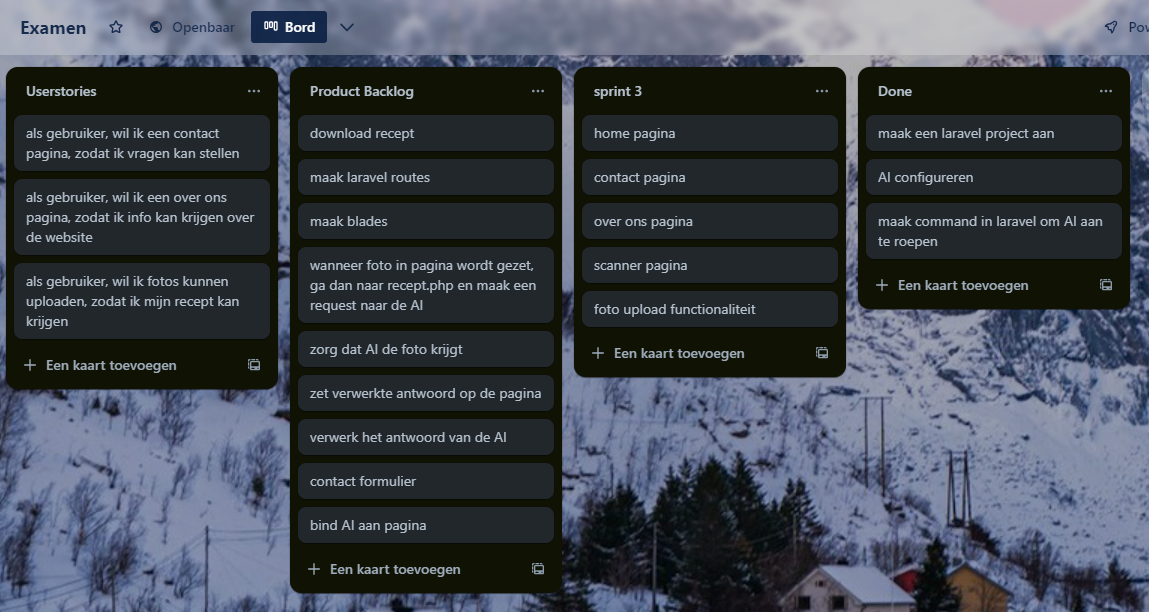 Examen
Openbaar
Bord
Userstories
als gebruiker, wil ik een contact
pagina, zodat ik vragen kan stellen
als gebruiker, wil ik een over ons
pagina, zodat ik info kan krijgen over
de website
als gebruiker, wil ik fotos kunnen
uploaden, zodat ik mijn recept kan
krijgen
Een kaart toevoegen
Product Backlog
download recept
maak laravel routes
maak blades
wanneer foto in pagina wordt gezet,
ga dan naar recept.php en maak een
request naar de AI
zorg dat AI de foto krijgt
zet verwerkte antwoord op de pagina
verwerk het antwoord van de AI
contact formulier
bind AI aan pagina
Een kaart toevoegen
sprint 3
home pagina
contact pagina
over ons pagina
scanner pagina
foto upload functionaliteit
Een kaart toevoegen
Done
maak een laravel project aan
AI configureren
maak command in laravel om AI aan
te roepen
Een kaart toevoegen